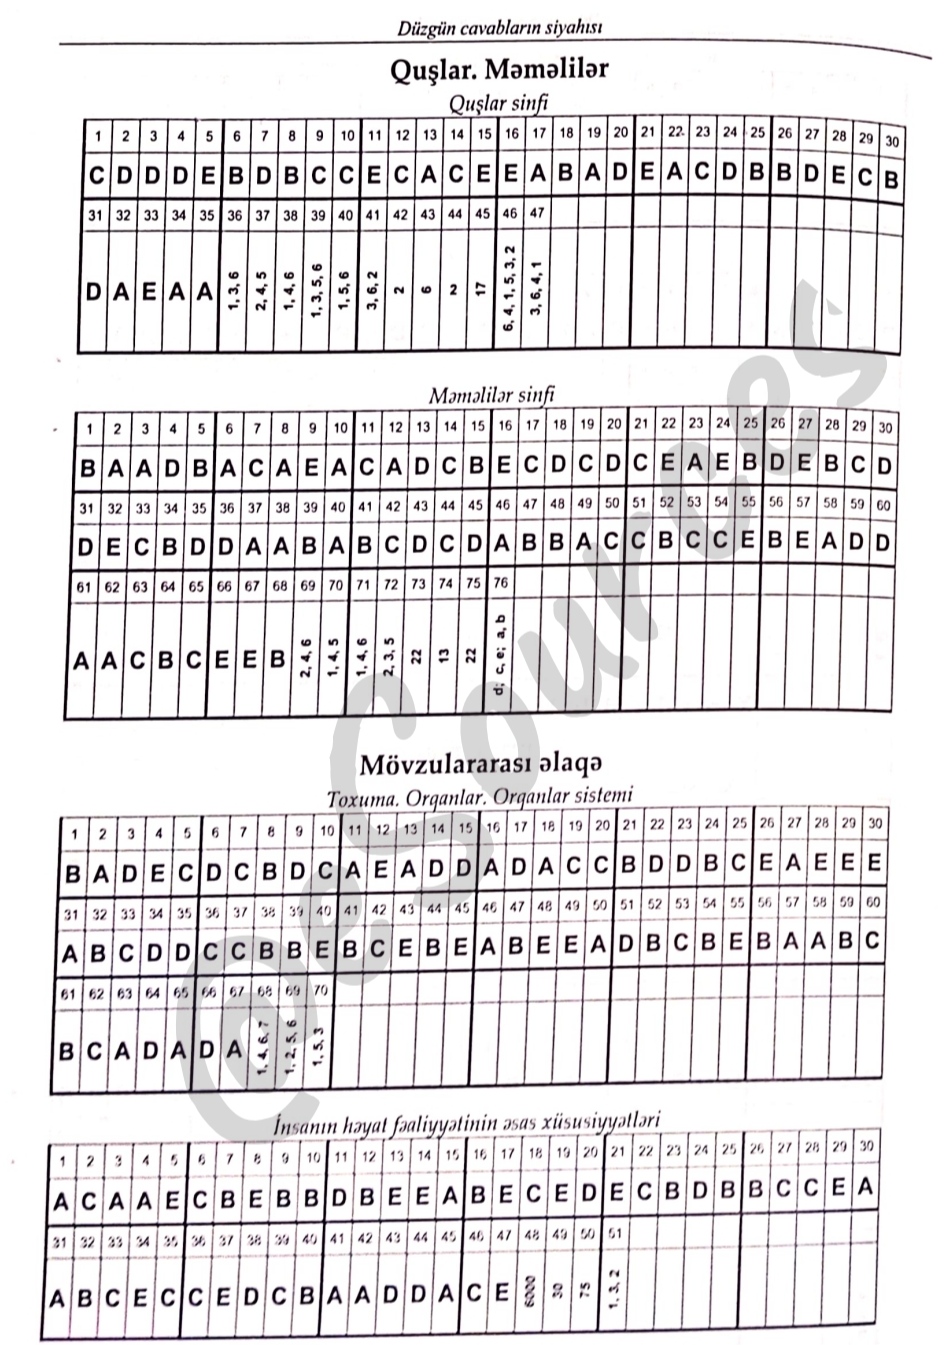 Düzgün cavabların siyahısı
Quşlar. Məməlilər
Quşlar sinfi
1 2 3 4 5 6 7 8 9 10 11 12 13 14 15 16 17 18 19 20 21 22 23 24 25 26 27 28 29 30
C D D D E B D B C C E C A C E E A B A D E A C D B B D E C B
31 32 33 34 35 36 37 38 39 40 41 42 43 44 45 46 47
D A E A A 1, 3, 6 2, 4, 5 1, 4, 6 1, 3, 5, 6 1, 5, 6 3, 6, 2 2 6 2 17 6, 4, 1, 5, 3, 2 3, 6, 4, 1
Məməlilər sinfi
1 2 3 4 5 6 7 8 9 10 11 12 13 14 15 16 17 18 19 20 21 22 23 24 25 26 27 28 29 30
B A A D B A C A E A C A D C B E C D C D C E A E B D E B C D
31 32 33 34 35 36 37 38 39 40 41 42 43 44 45 46 47 48 49 50 51 52 53 54 55 56 57 58 59 60
D E C B D D A A B A B C D C D A B B A C C B C C E B E A D D
61 62 63 64 65 66 67 68 69 70 71 72 73 74 75 76
A A C B C E E B 2, 4, 6 1, 4, 5 1, 4, 6 2, 3, 5 22 13 22 d; c, e; a, b
Mövzulararası əlaqə
Toxuma. Orqanlar. Orqanlar sistemi
1 2 3 4 5 6 7 8 9 10 11 12 13 14 15 16 17 18 19 20 21 22 23 24 25 26 27 28 29 30
B A D E C D C B D C A E A D D A D A C C B D D B C E A E E E
31 32 33 34 35 36 37 38 39 40 41 42 43 44 45 46 47 48 49 50 51 52 53 54 55 56 57 58 59 60
A B C D D C C B B E B C E B E A B E E A D B C B E B A A B C
61 62 63 64 65 66 67 68 69 70
B C A D A D A 1, 4, 6, 7 1, 2, 5, 6 1, 5, 3
İnsanın həyat fəaliyyətinin əsas xüsusiyyətləri
1 2 3 4 5 6 7 8 9 10 11 12 13 14 15 16 17 18 19 20 21 22 23 24 25 26 27 28 29 30
A C A A E C B E B B D B E E A B E C E D E C B D B B C C E A
31 32 33 34 35 36 37 38 39 40 41 42 43 44 45 46 47 48 49 50 51
A B C E C C E D C B A A D D A C E 6000 30 75 1, 3, 2
@eSources